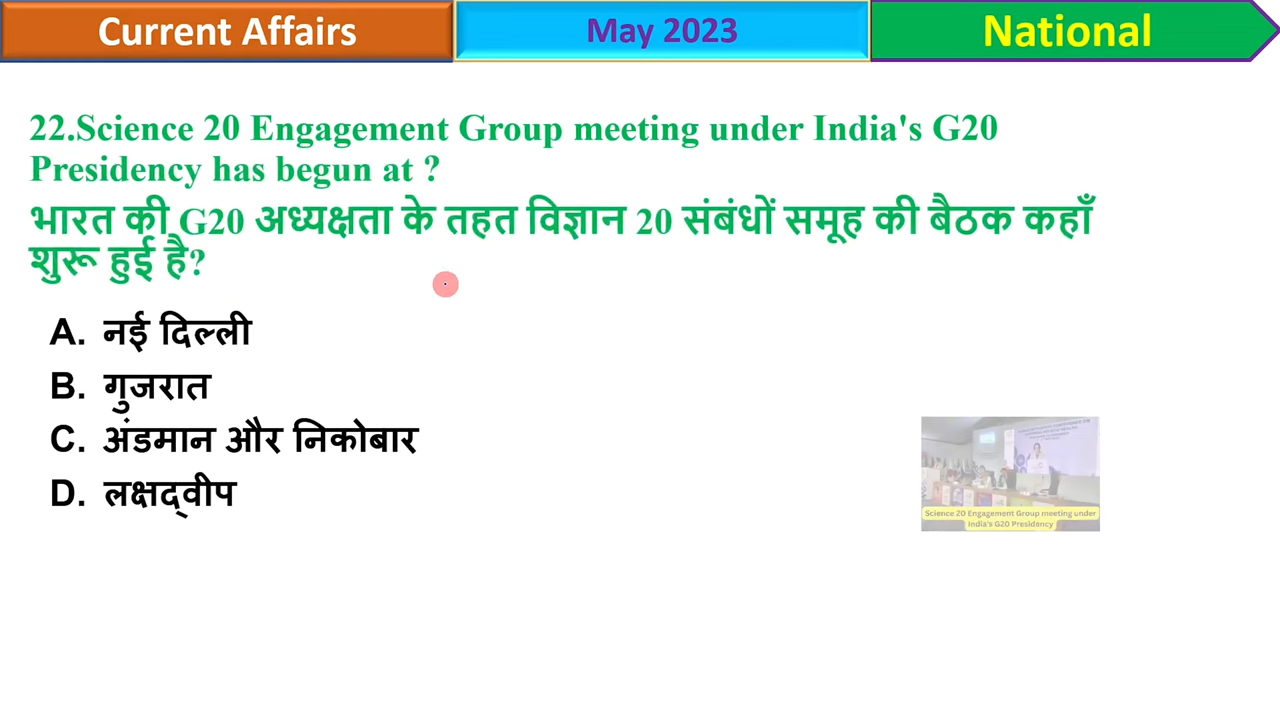 Current Affairs
May 2023
National
22.Science 20 Engagement Group meeting under India's G20
Presidency has begun at ?
भारत की G20 अध्यक्षता के तहत विज्ञान 20 संबंधों समूह की बैठक कहाँ
शुरू हुई है?
A. नई दिल्ली
B. गुजरात
C. अंडमान और निकोबार
D. लक्षद्वीप
Science 20 Engagement Group meeting under
India's G20 Presidency